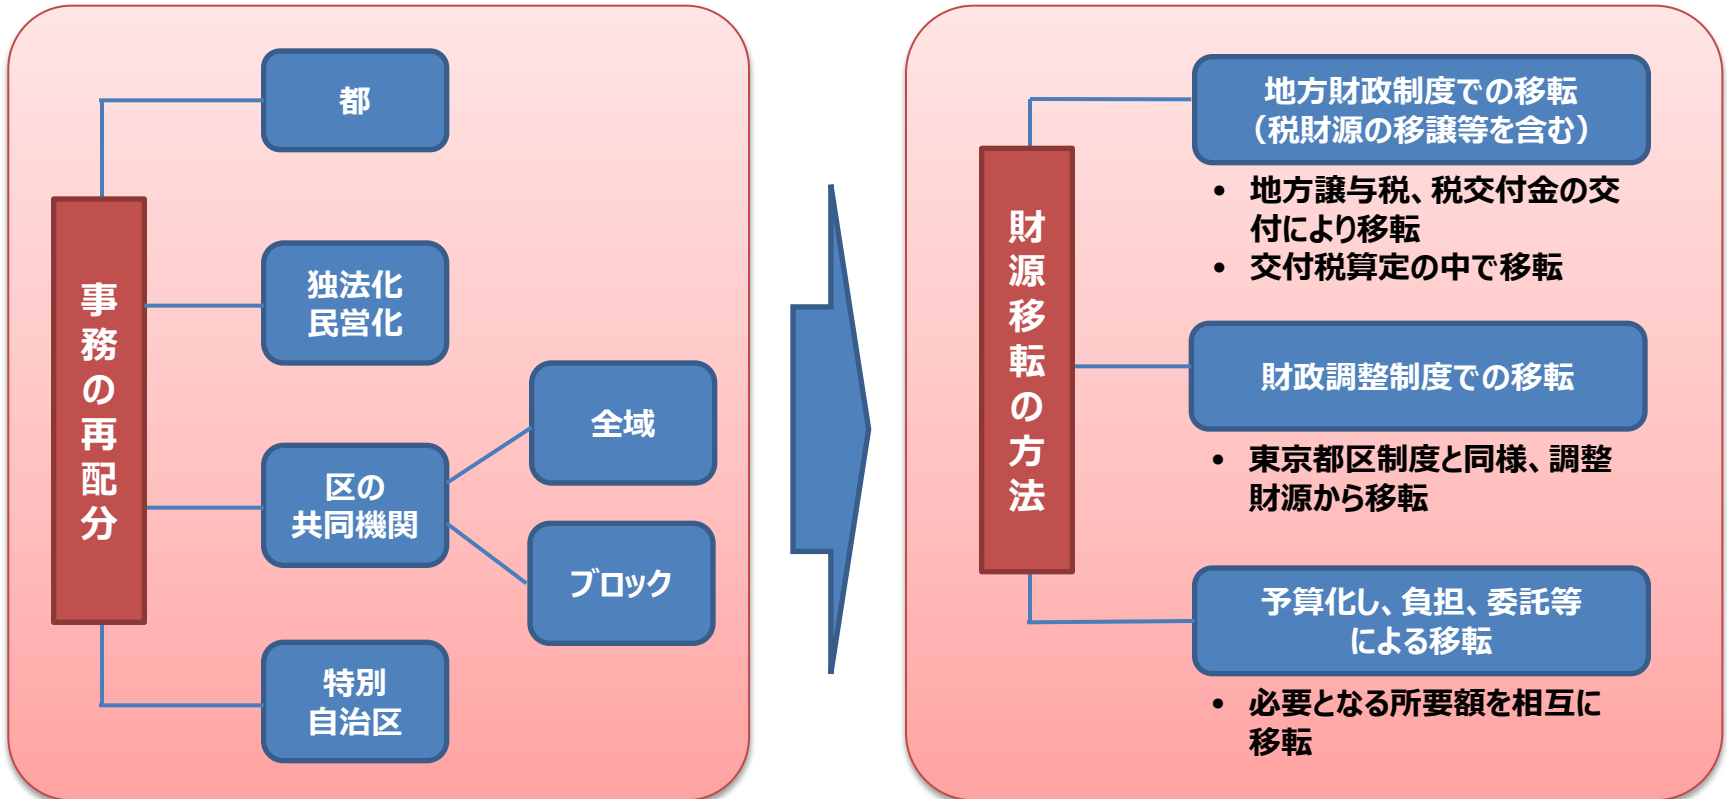 都
事務の再配分
独法化
民営化
区の
共同機関
全域
ブロック
特別
自治区
財源移転の方法
地方財政制度での移転
（税財源の移譲等を含む）
• 地方譲与税、税交付金の交
付により移転
• 交付税算定の中で移転
財政調整制度での移転
• 東京都区制度と同様、調整
財源から移転
予算化し、負担、委託等
による移転
• 必要となる所要額を相互に
移転